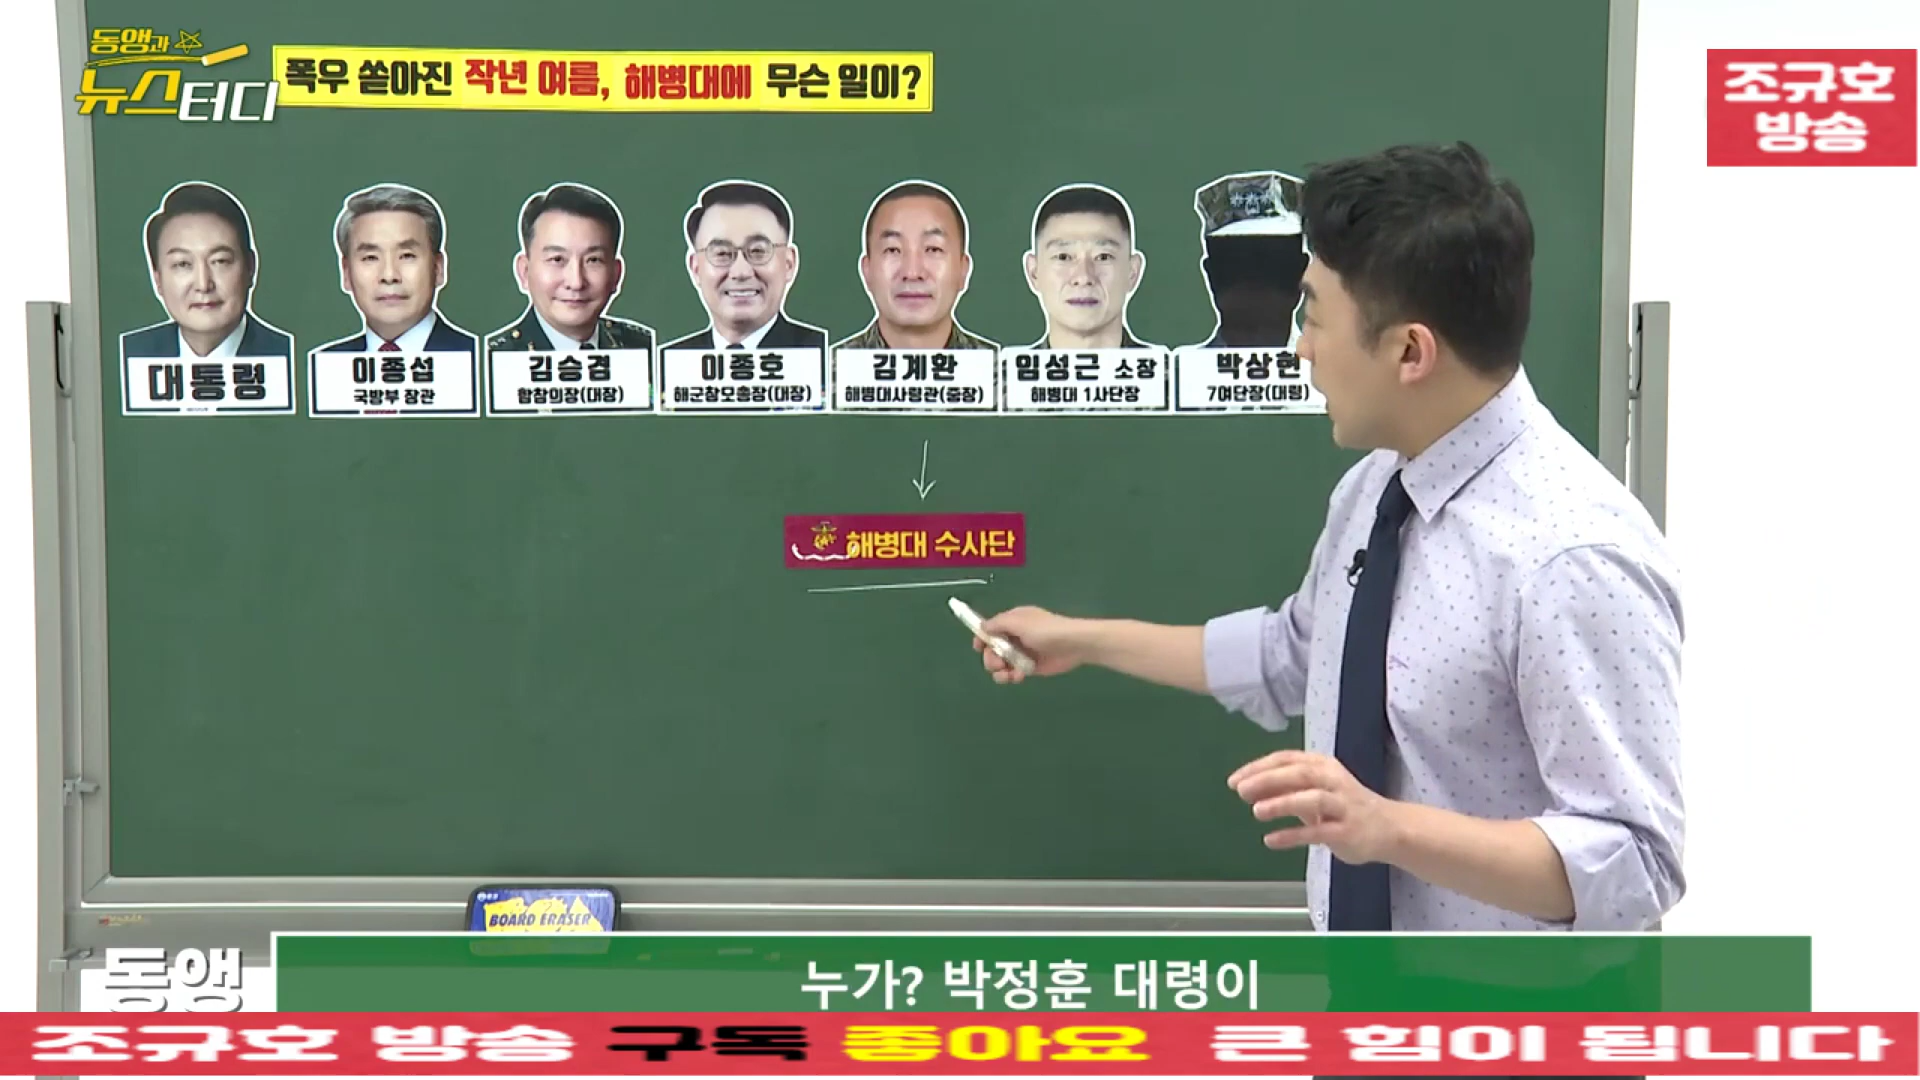 동앵과
뉴스터디
폭우 쏟아진 작년 여름, 해병대에 무슨 일이?
조규호
방송
대통령
이종섭
국방부 장관
김승겸
합참의장(대장)
이종호
해군참모총장(대장)
김계환
해병대사령관(중장)
임성근 소장
해병대 1사단장
박상현
7여단장(대령)
해병대 수사단
BOARD ERASER
동앵
누가? 박정훈 대령이
조규호 방송 구독 좋아요 큰 힘이 됩니다